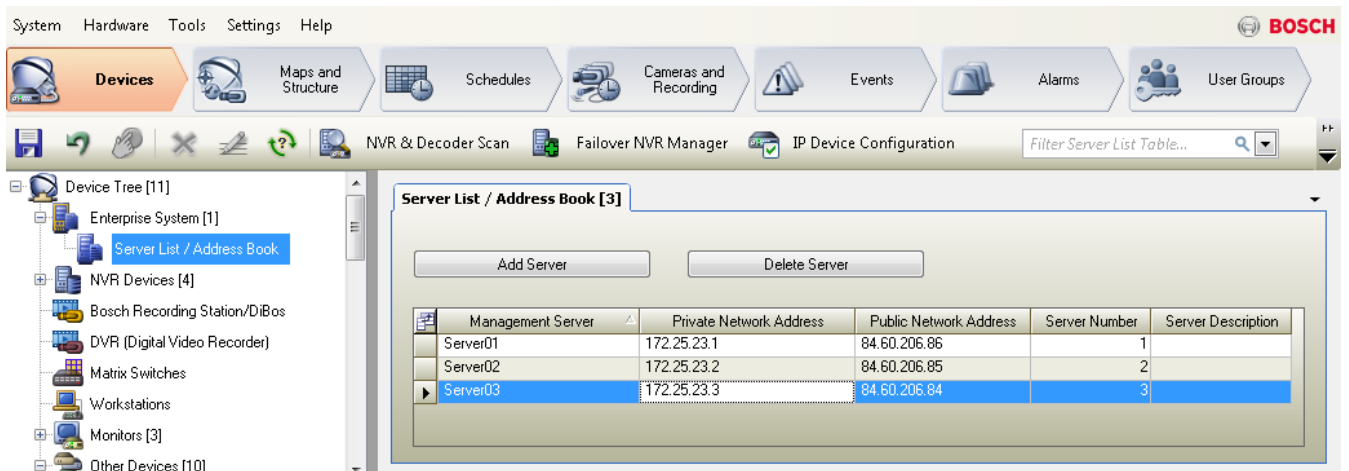 System Hardware Tools Settings Help
BOSCH
Devices
Maps and
Structure
Schedules
Cameras and
Recording
Events
Alarms
User Groups
NVR & Decoder Scan Failover NVR Manager IP Device Configuration Filter Server List Table...
Device Tree [11]
Enterprise System [1]
Server List / Address Book
NVR Devices [4]
Bosch Recording Station/DiBos
DVR (Digital Video Recorder)
Matrix Switches
Workstations
Monitors [3]
Other Devices [10]
Server List / Address Book [3]
Add Server Delete Server
Management Server Private Network Address Public Network Address Server Number Server Description
Server01 172.25.23.1 84.60.206.86 1
Server02 172.25.23.2 84.60.206.85 2
Server03 172.25.23.3 84.60.206.84 3